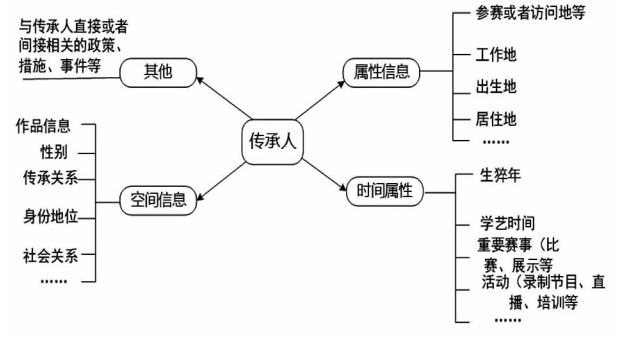 与传承人直接或者
间接相关的政策、
措施、事件等
其他
作品信息
性别
传承关系
身份地位
社会关系
……
空间信息
传承人
属性信息
参赛或者访问地等
工作地
出生地
居住地
……
时间属性
生猝年
学艺时间
重要赛事（比
赛、展示等
活动（录制节目、直
播、培训等
……